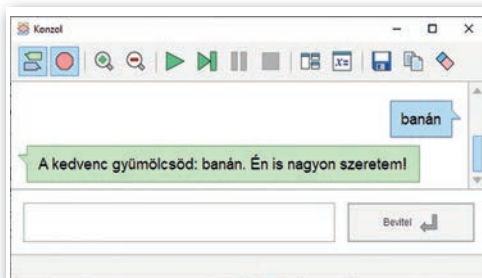 Konzol
x=
banán
A kedvenc gyümölcsöd: banán. Én is nagyon szeretem!
Bevitel